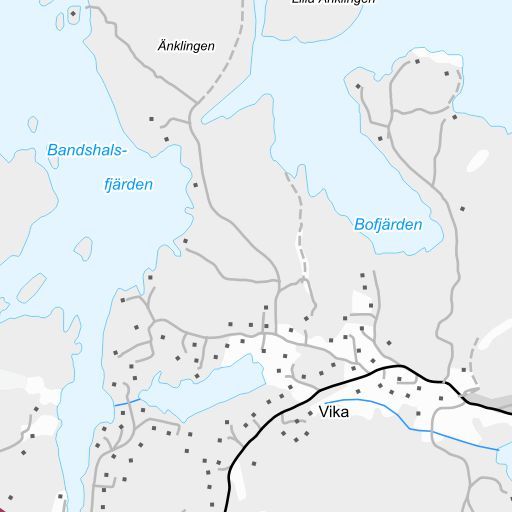 Lilla Änklingen
Änklingen
Bandshals-
fjärden
Bofjärden
Vika